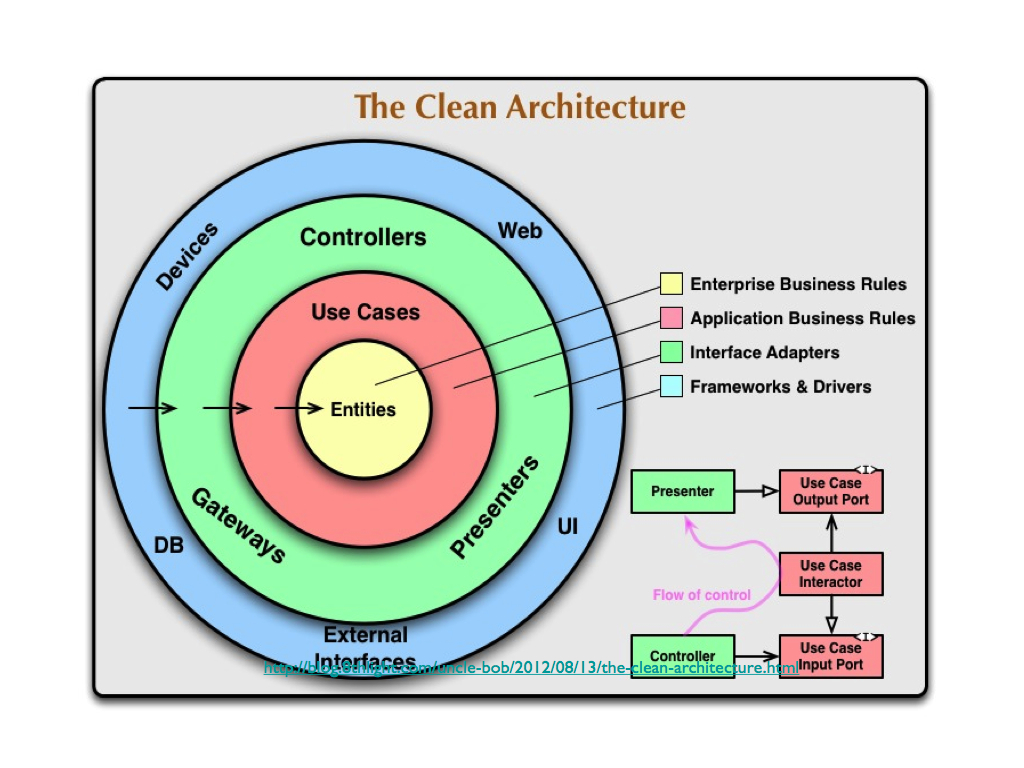 The Clean Architecture
Devices
Web
Controllers
Use Cases
Entities
Gateways
Presenters
DB
UI
External
Interfaces
http://blog.8thlight.com/uncle-bob/2012/08/13/the-clean-architecture.html
Enterprise Business Rules
Application Business Rules
Interface Adapters
Frameworks & Drivers
Presenter
<I>
Use Case
Output Port
Use Case
Interactor
Flow of control
Controller
<I>
Use Case
Input Port